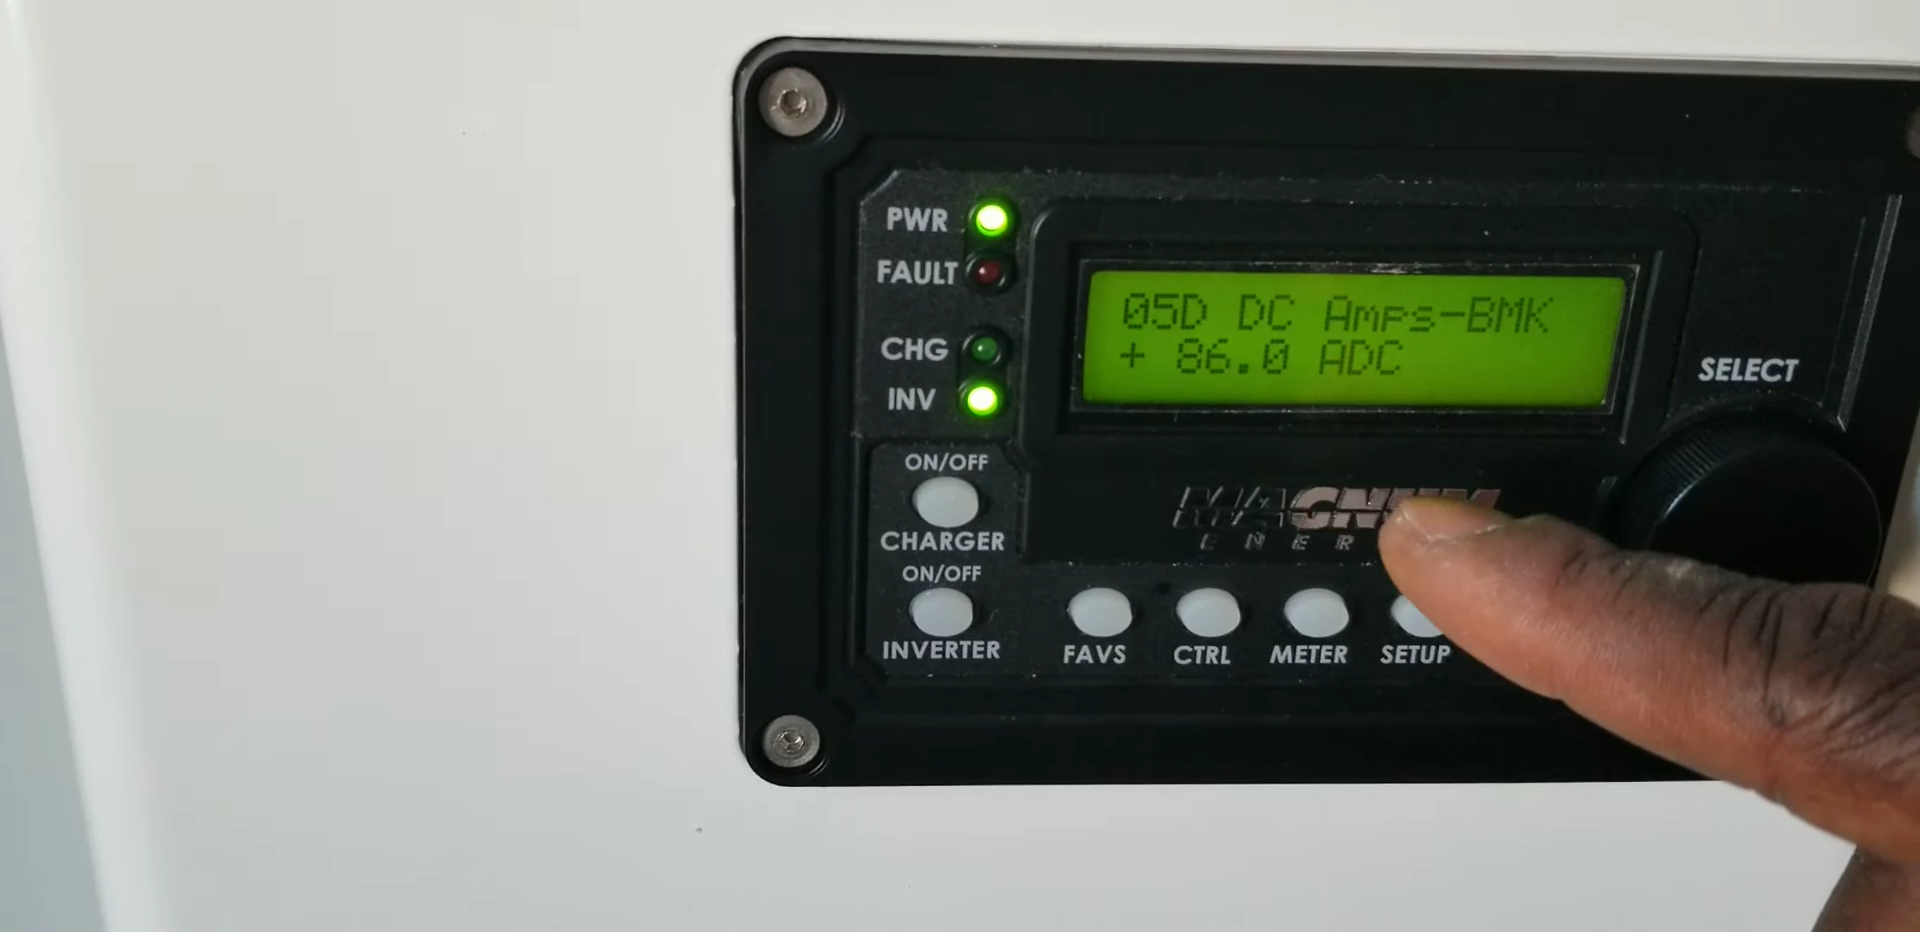 PWR
FAULT
CHG
INV
05D DC Amps-BMK
+ 86.0 ADC
SELECT
ON/OFF
CHARGER
ON/OFF
INVERTER
FAVS
CTRL
METER
SETUP